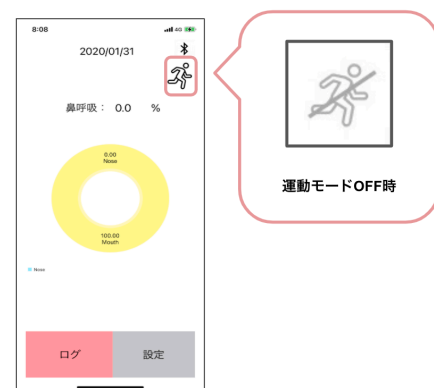 8:08
4G
2020/01/31
鼻呼吸： 0.0 %
0.00
Nose
100.00
Mouth
Nose
ログ
設定
運動モードOFF時